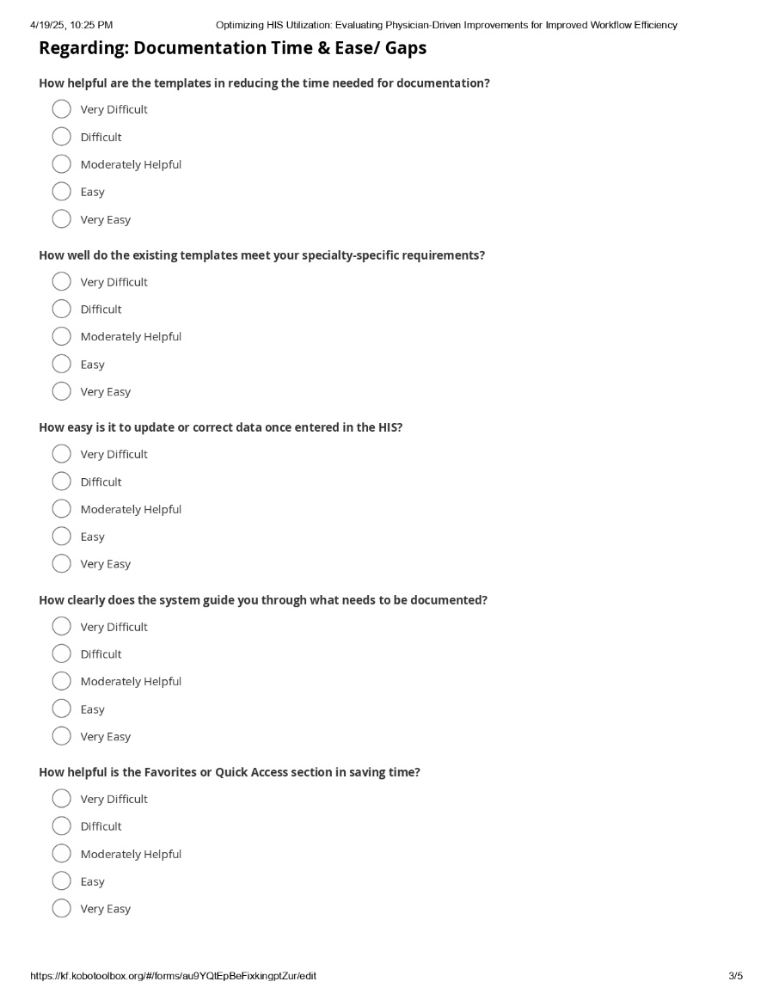 4/19/25, 10:25 PM Optimizing HIS Utilization: Evaluating Physician-Driven Improvements for Improved Workflow Efficiency
Regarding: Documentation Time & Ease/ Gaps
How helpful are the templates in reducing the time needed for documentation?
Very Difficult
Difficult
Moderately Helpful
Easy
Very Easy
How well do the existing templates meet your specialty-specific requirements?
Very Difficult
Difficult
Moderately Helpful
Easy
Very Easy
How easy is it to update or correct data once entered in the HIS?
Very Difficult
Difficult
Moderately Helpful
Easy
Very Easy
How clearly does the system guide you through what needs to be documented?
Very Difficult
Difficult
Moderately Helpful
Easy
Very Easy
How helpful is the Favorites or Quick Access section in saving time?
Very Difficult
Difficult
Moderately Helpful
Easy
Very Easy
https://kf.kobotoolbox.org/#/forms/au9YQtEpBeFixkingptZur/edit 3/5